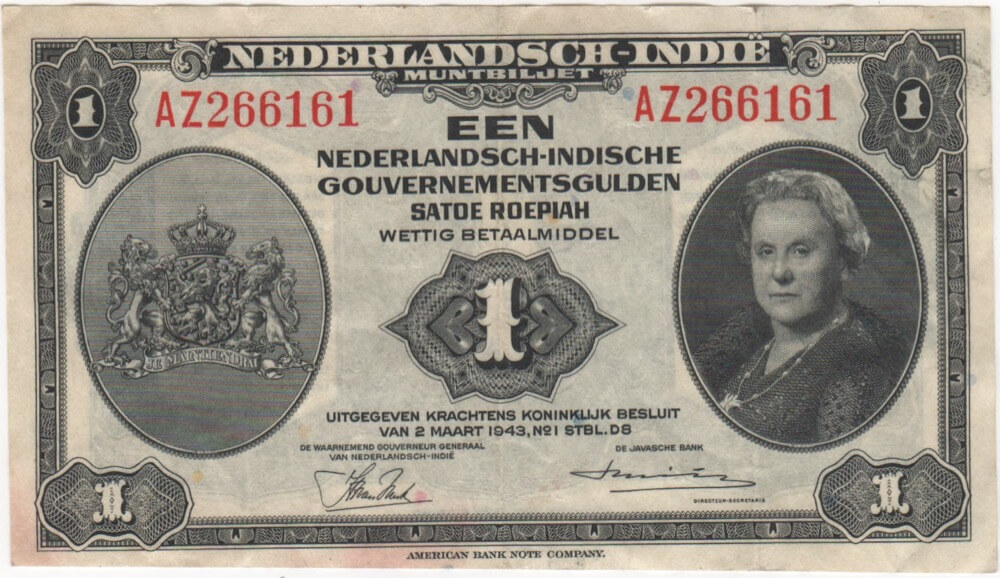 NEDERLANDSCH-INDIË
MUNTBILJET
1
1
AZ266161
AZ266161
EEN
NEDERLANDSCH-INDISCHE
GOUVERNEMENTSGULDEN
SATOE ROEPIAH
WETTIG BETAALMIDDEL
1
JE MAINTIENDRAI
UITGEGEVEN KRACHTENS KONINKLIJK BESLUIT
VAN 2 MAART 1943, Nº1 STBL. D8
DE WAARNEMEND GOUVERNEUR GENERAAL
VAN NEDERLANDSCH-INDIË
DE JAVASCHE BANK
DIRECTEUR-SECRETARIS
1
1
AMERICAN BANK NOTE COMPANY.